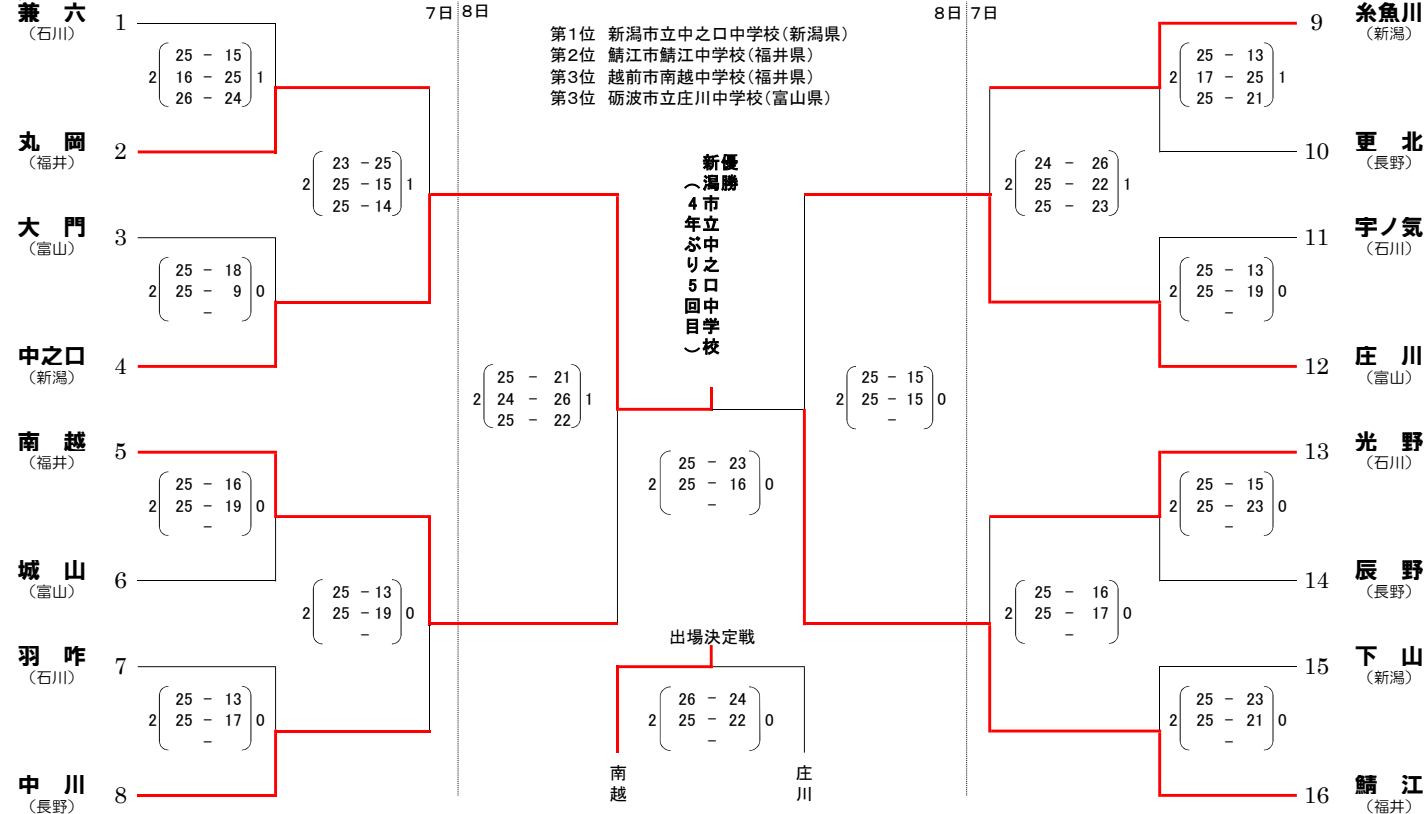 7日 8日
8日 7日
第1位 新潟市立中之口中学校(新潟県)
第2位 鯖江市鯖江中学校(福井県)
第3位 越前市南越中学校(福井県)
第3位 砺波市立庄川中学校(富山県)
兼 六 1
(石川)
2 25 - 15 1
16 - 25
26 - 24
丸 岡 2
(福井)
2 23 - 25 1
25 - 15
25 - 14
大 門 3
(富山)
2 25 - 18 0
25 - 9
-
中之口 4
(新潟)
2 25 - 21 1
24 - 26
25 - 22
南 越 5
(福井)
2 25 - 16 0
25 - 19
-
城 山 6
(富山)
2 25 - 13 0
25 - 19
-
羽 咋 7
(石川)
2 25 - 13 0
25 - 17
-
中 川 8
(長野)
優勝
新潟市立中之口中学校
(4年ぶり5回目)
2 25 - 23 0
25 - 16
-
出場決定戦
2 26 - 24 0
25 - 22
-
南越
庄川
9 糸魚川
(新潟)
2 25 - 13 1
17 - 25
25 - 21
10 更 北
(長野)
2 24 - 26 1
25 - 22
25 - 23
11 宇ノ気
(石川)
2 25 - 13 0
25 - 19
-
12 庄 川
(富山)
2 25 - 15 0
25 - 15
-
13 光 野
(石川)
2 25 - 15 0
25 - 23
-
14 辰 野
(長野)
2 25 - 16 0
25 - 17
-
15 下 山
(新潟)
2 25 - 23 0
25 - 21
-
16 鯖 江
(福井)